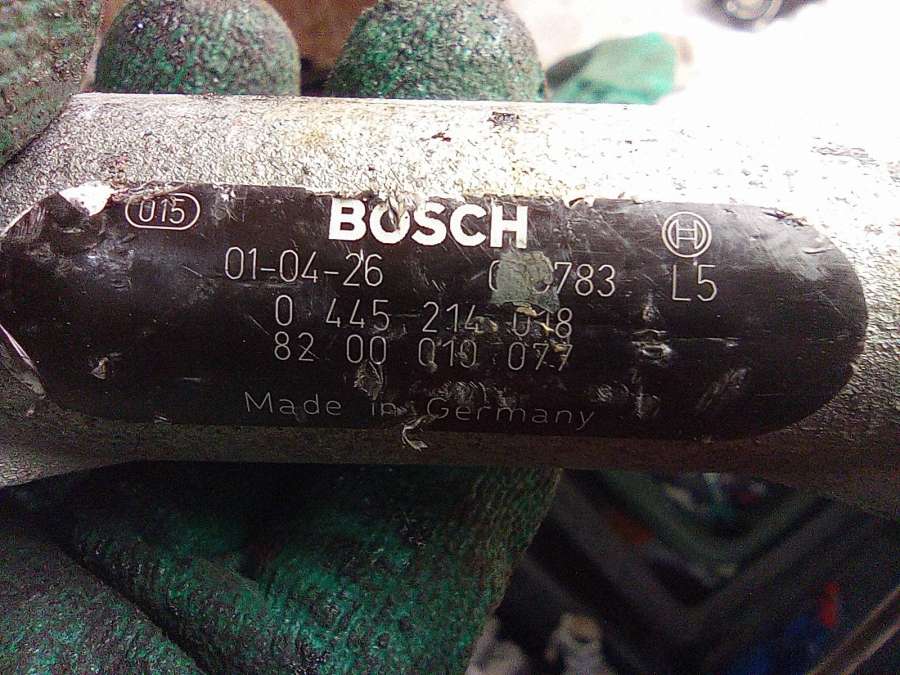 015 BOSCH H
01-04-26 783 L5
0 445 214 018
82 00 010 077
Made in Germany